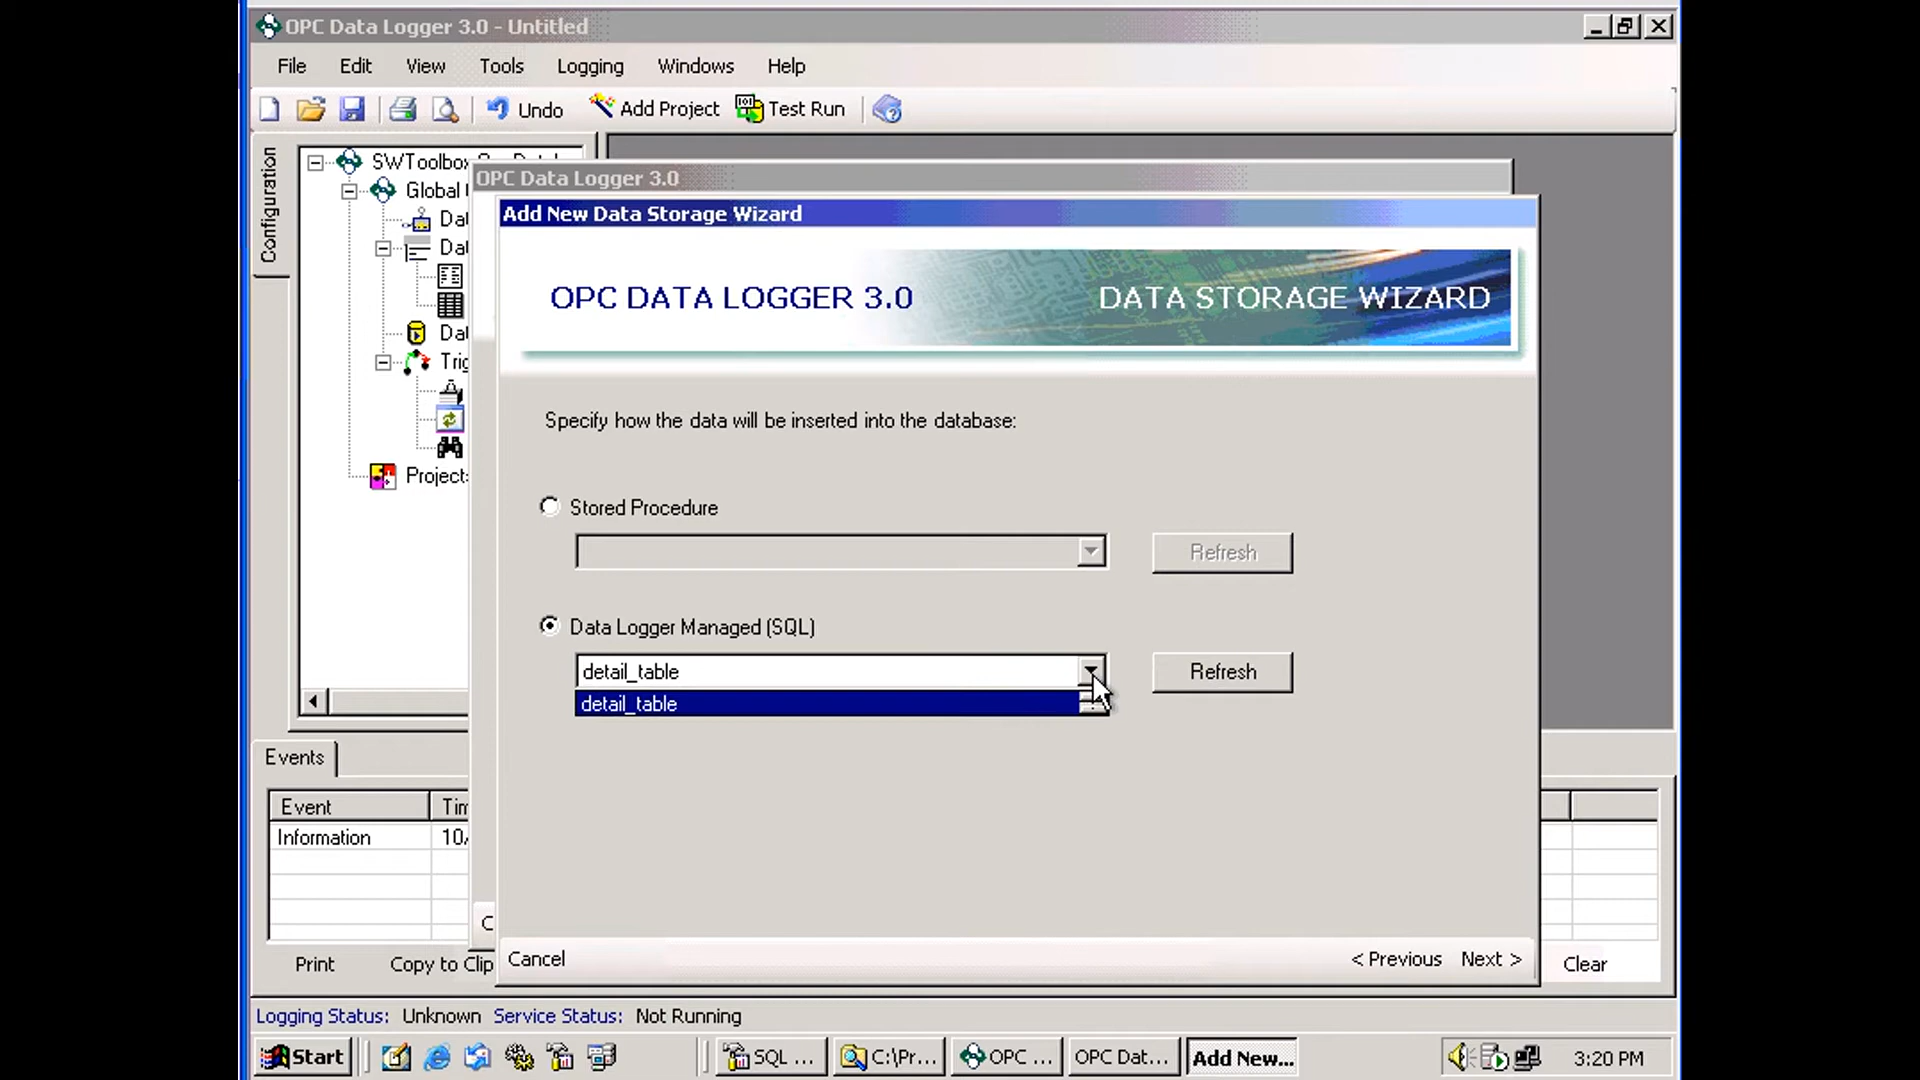 OPC Data Logger 3.0 - Untitled
File Edit View Tools Logging Windows Help
Undo Add Project Test Run
Configuration
SWToolbox
Global
Dat
Dat
Dat
Trig
Project
OPC Data Logger 3.0
Add New Data Storage Wizard
OPC DATA LOGGER 3.0 DATA STORAGE WIZARD
Specify how the data will be inserted into the database:
Stored Procedure
Refresh
Data Logger Managed (SQL)
detail_table Refresh
detail_table
Cancel < Previous Next >
Events
Event Tim
Information 10/
C
Print Copy to Clip Clear
Logging Status: Unknown Service Status: Not Running
Start SQL ... C:\Pr... OPC ... OPC Dat... Add New... 3:20 PM